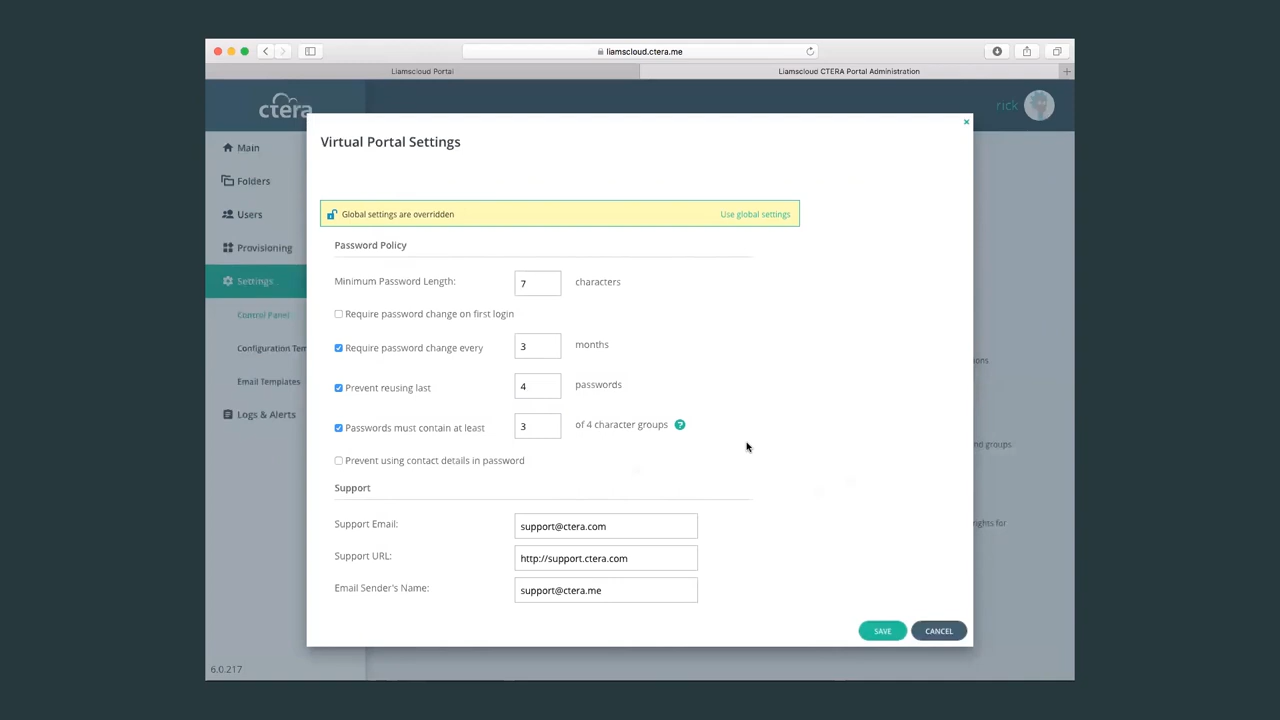 liamscloud.ctera.me
Liamscloud Portal
Liamscloud CTERA Portal Administration
ctera
rick
Main
Folders
Users
Provisioning
Settings
Control Panel
Configuration Tem
Email Templates
Logs & Alerts
6.0.217
Virtual Portal Settings
Global settings are overridden
Use global settings
Password Policy
Minimum Password Length: 7 characters
Require password change on first login
Require password change every 3 months
Prevent reusing last 4 passwords
Passwords must contain at least 3 of 4 character groups ?
Prevent using contact details in password
Support
Support Email: support@ctera.com
Support URL: http://support.ctera.com
Email Sender's Name: support@ctera.me
SAVE CANCEL
ons
nd groups
ghts for